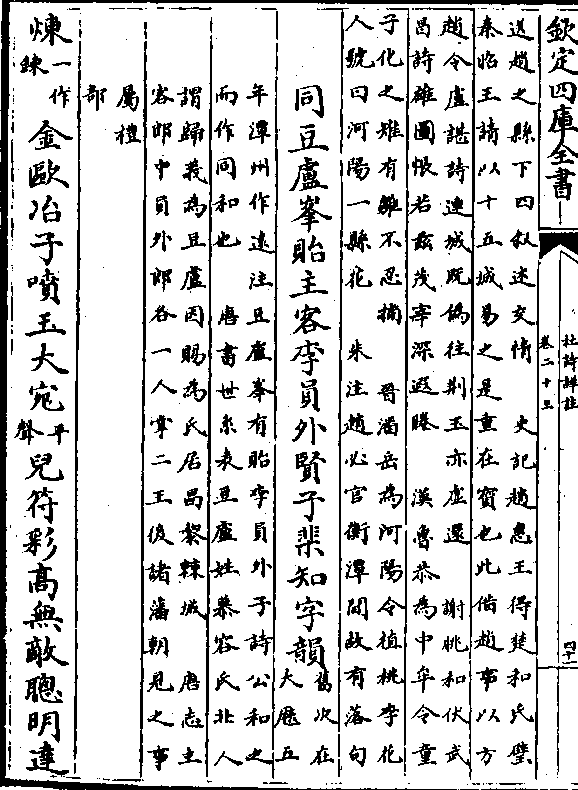 欽定四庫全書
杜詩詳註
卷二十三
四十一
送趙之縣下四叙述交情　史記趙惠王得楚和氏璧
秦昭王請以十五城易之是重在寳也此借趙事以方
趙令盧諶詩連城既偽往荆玉亦虚還　謝朓和伏武
昌詩雄圖悵若兹茂宰深遐睠　漢魯恭為中牟令童
子化之雉有雛不忍捕　晉潘岳為河陽令植桃李花
人號曰河陽一縣花　朱注趙必官衡潭間故有落句
同豆盧峯貽主客李員外賢子棐知字韻舊次在大厯五
年潭州作遠注豆盧峯有貽李員外子詩公和之
而作同和也　唐書世系表豆盧姓慕容氏北人
謂歸義為豆盧因賜為氏居昌黎棘城　唐志主
客郎中員外郎各一人掌二王後諸藩朝見之事
屬禮
部
煉一作鍊金歐冶子噴玉大宛平聲兒符彩高無敵聰明達